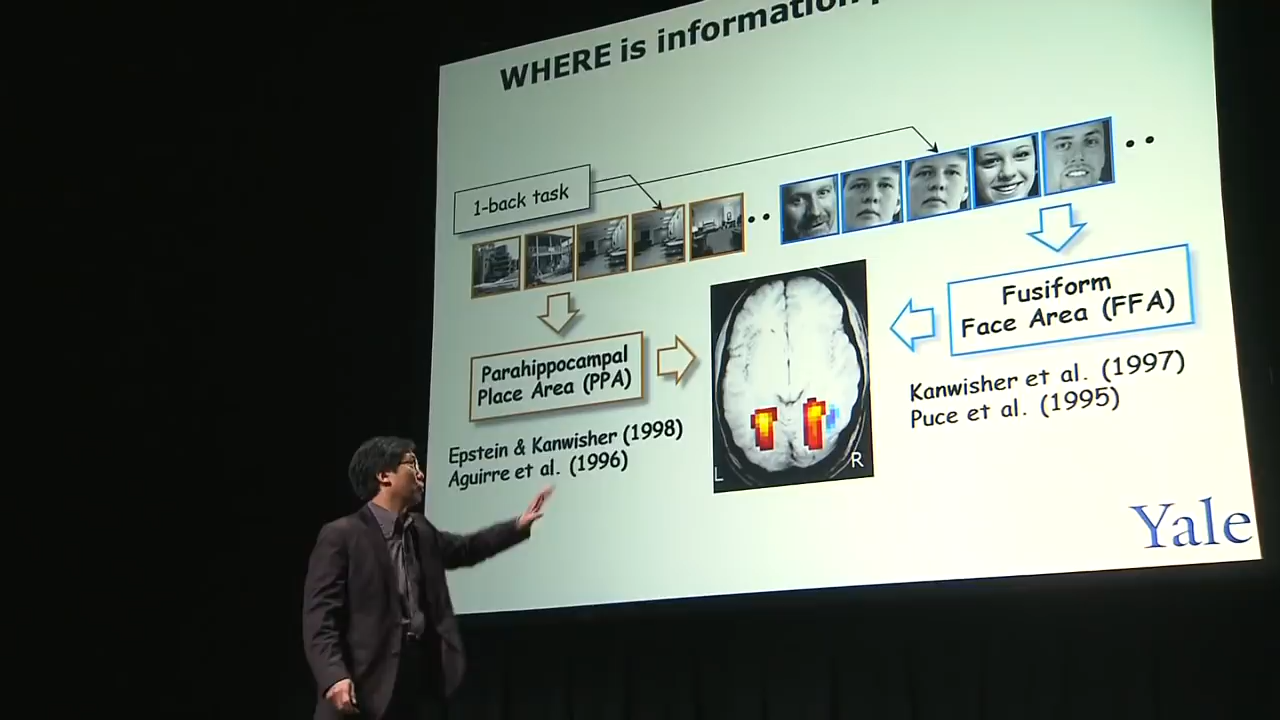 WHERE is information
1-back task
Parahippocampal
Place Area (PPA)
Epstein & Kanwisher (1998)
Aguirre et al. (1996)
Fusiform
Face Area (FFA)
Kanwisher et al. (1997)
Puce et al. (1995)
L
R
Yale